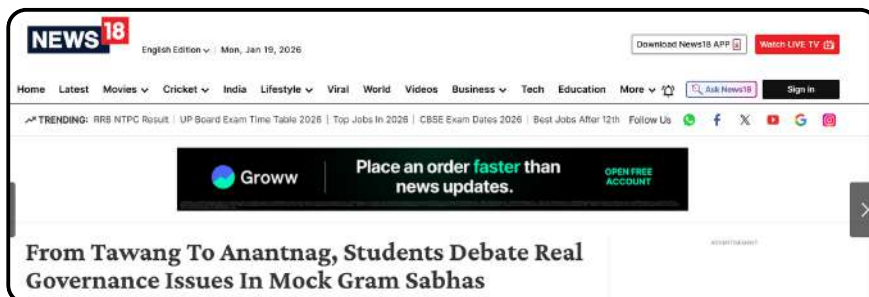 NEWS 18
English Edition Mon, Jan 19, 2026
Download News18 APP
Watch LIVE TV
Home Latest Movies Cricket India Lifestyle Viral World Videos Business Tech Education More Ask News18 Sign in
TRENDING: RRB NTPC Result | UP Board Exam Time Table 2026 | Top Jobs In 2026 | CBSE Exam Dates 2026 | Best Jobs After 12th Follow Us
Groww
Place an order faster than
news updates.
OPEN FREE
ACCOUNT
ADVERTISEMENT
From Tawang To Anantnag, Students Debate Real
Governance Issues In Mock Gram Sabhas